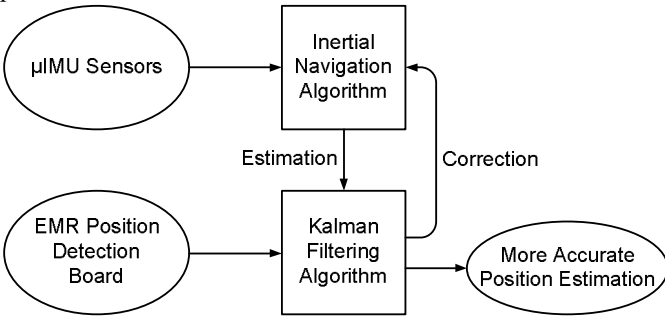 µIMU Sensors
Inertial
Navigation
Algorithm
Estimation
Correction
EMR Position
Detection
Board
Kalman
Filtering
Algorithm
More Accurate
Position Estimation